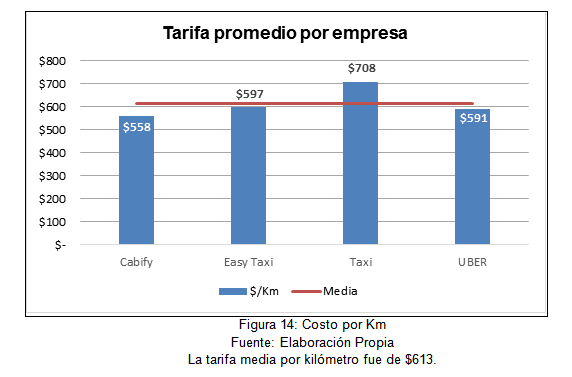 Tarifa promedio por empresa
$800
$700
$600
$500
$400
$300
$200
$100
$-
$558
$597
$708
$591
Cabify
Easy Taxi
Taxi
UBER
$/Km
Media
Figura 14: Costo por Km
Fuente: Elaboración Propia
La tarifa media por kilómetro fue de $613.